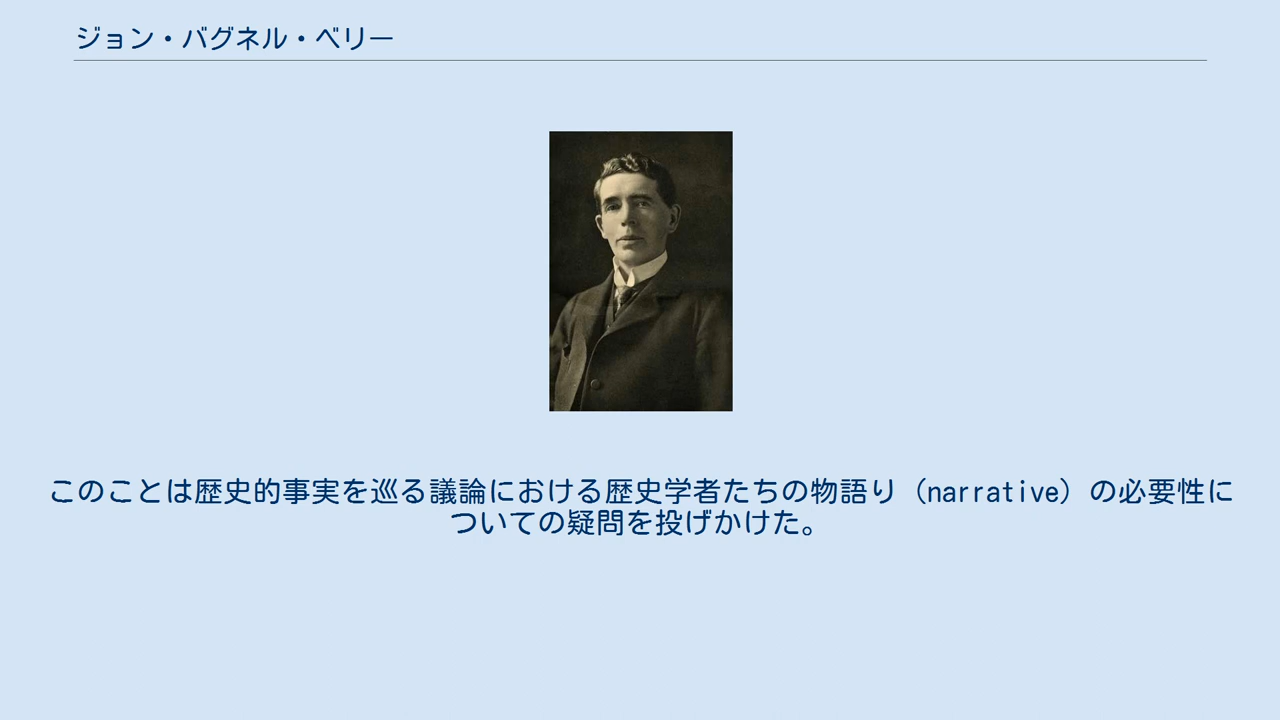 ジョン・バグネル・ベリー
このことは歴史的事実を巡る議論における歴史学者たちの物語り（narrative）の必要性に
ついての疑問を投げかけた。